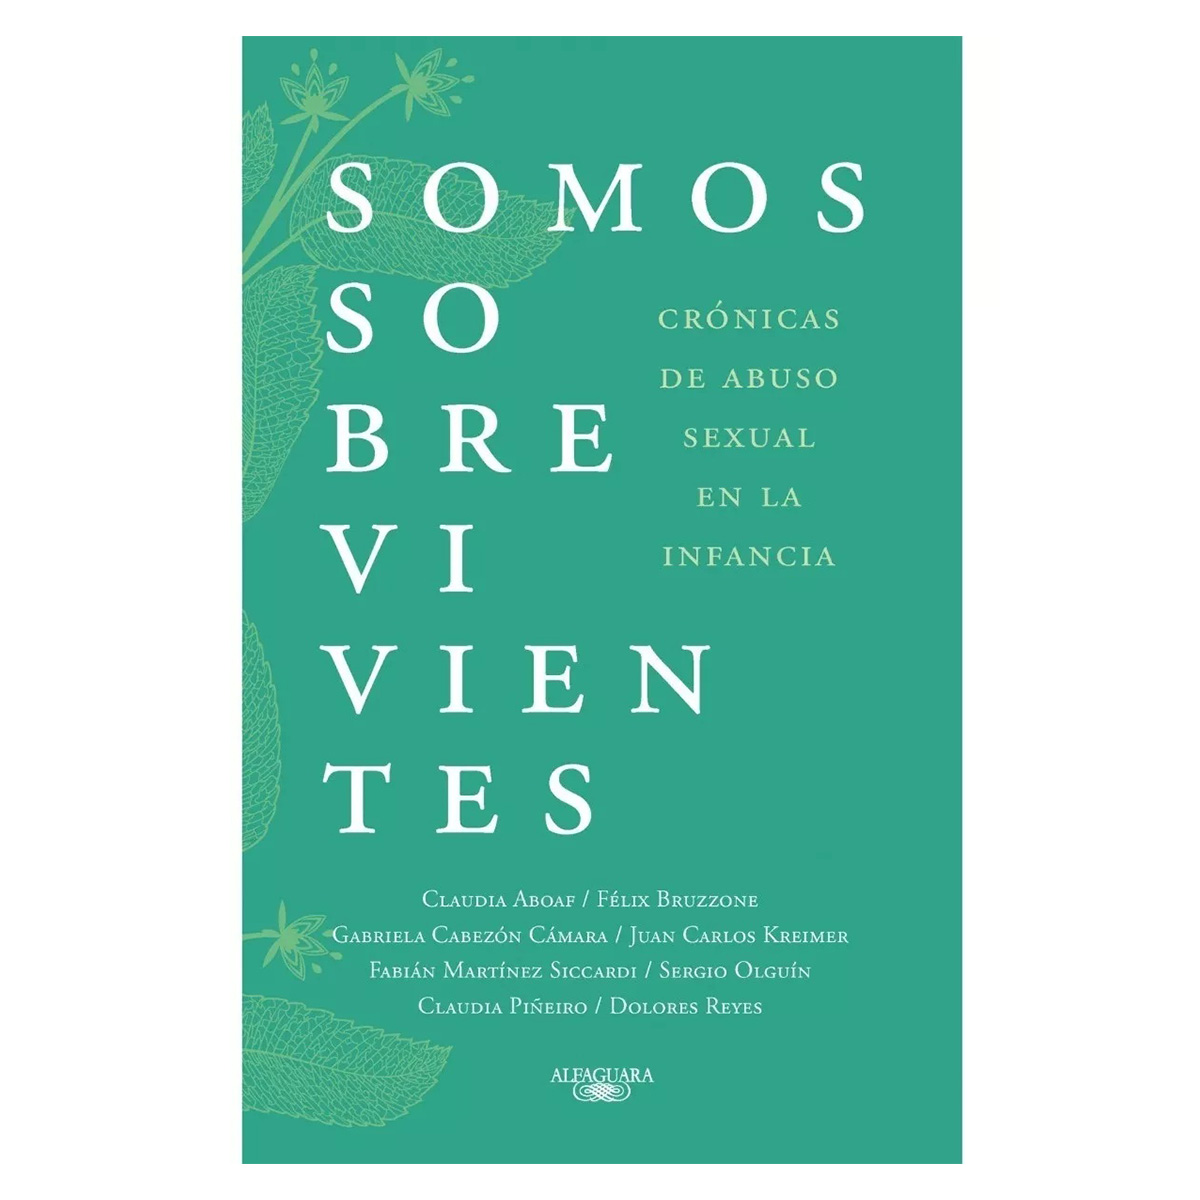 SOMOS
SO
BRE
VI
VIEN
TES
CRÓNICAS
DE ABUSO
SEXUAL
EN LA
INFANCIA
CLAUDIA ABOAF / FÉLIX BRUZZONE
GABRIELA CABEZÓN CÁMARA / JUAN CARLOS KREIMER
FABIÁN MARTÍNEZ SICCARDI / SERGIO OLGUÍN
CLAUDIA PIÑEIRO / DOLORES REYES
ALFAGUARA